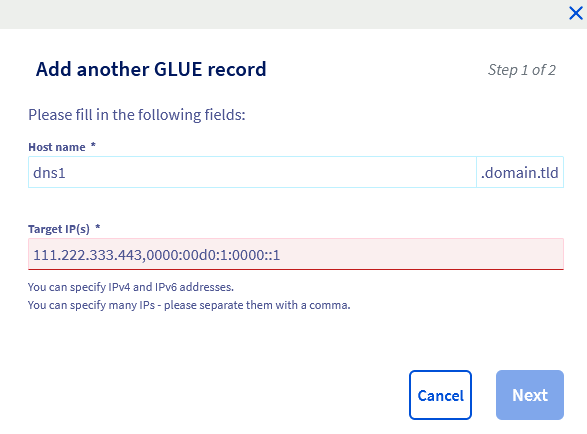 Add another GLUE record
Step 1 of 2
Please fill in the following fields:
Host name *
dns1
.domain.tld
Target IP(s) *
111.222.333.443,0000:00d0:1:0000::1
You can specify IPv4 and IPv6 addresses.
You can specify many IPs - please separate them with a comma.
Cancel
Next